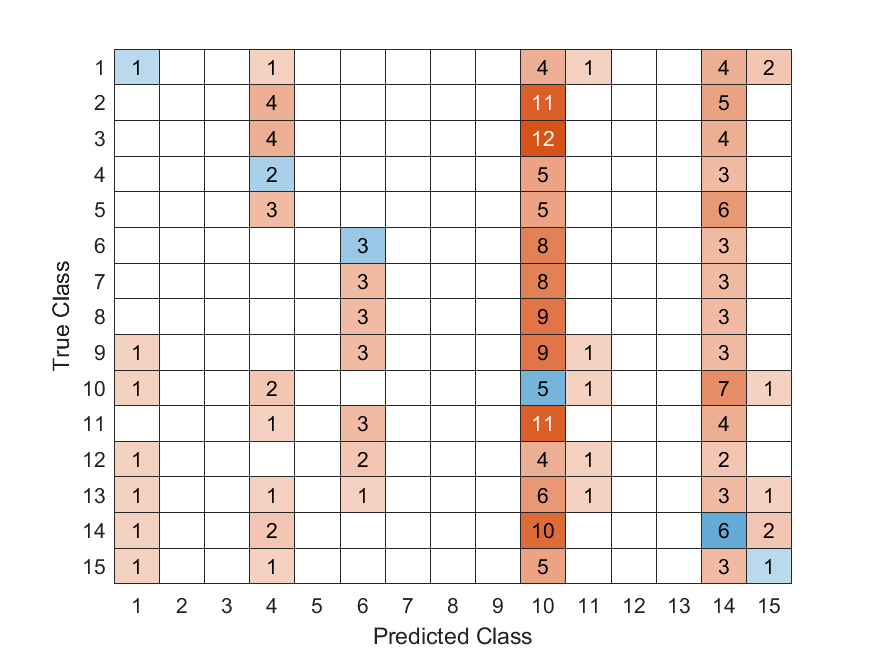 1 1 1 4 1 4 2
2 4 11 5
3 4 12 4
4 2 5 3
5 3 5 6
6 3 8 3
7 3 8 3
8 3 9 3
9 1 3 9 1 3
10 1 2 5 1 7 1
11 1 3 11 4
12 1 2 4 1 2
13 1 1 1 6 1 3 1
14 1 2 10 6 2
15 1 1 5 3 1
1 2 3 4 5 6 7 8 9 10 11 12 13 14 15
Predicted Class
True Class